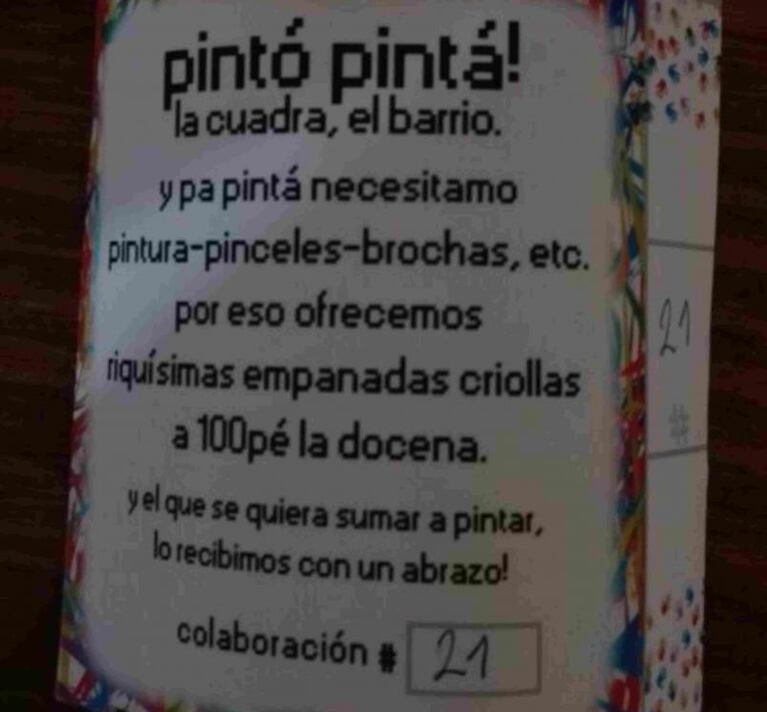 pintó pintá!
la cuadra, el barrio.
y pa pintá necesitamo
pintura-pinceles-brochas, etc.
por eso ofrecemos
riquísimas empanadas criollas
a 100pé la docena.
y el que se quiera sumar a pintar,
lo recibimos con un abrazo!
colaboración # 21
21
#